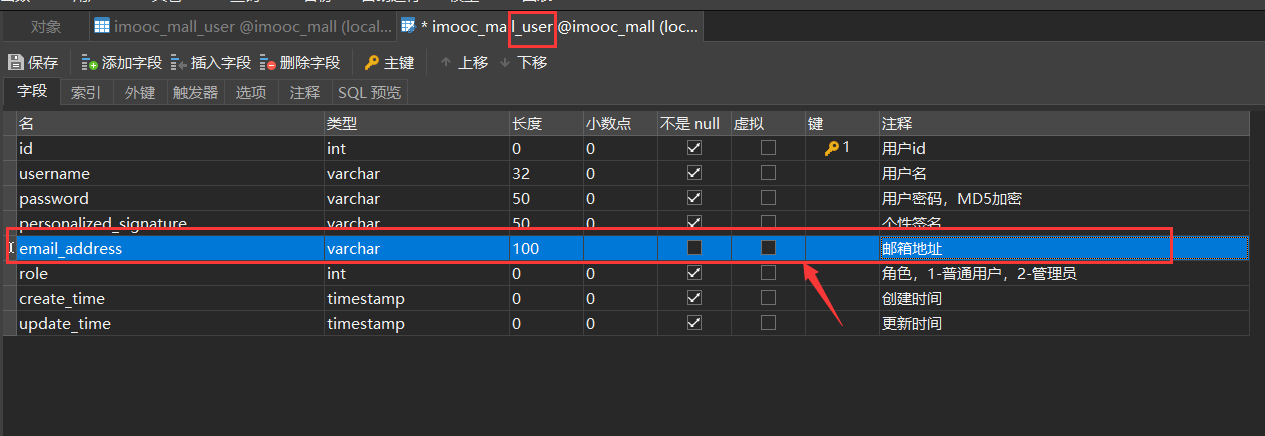 对象 imooc_mall_user @imooc_mall (local... * imooc_mall_user @imooc_mall (loc...
保存 添加字段 插入字段 删除字段 主键 上移 下移
字段 索引 外键 触发器 选项 注释 SQL 预览
名 类型 长度 小数点 不是 null 虚拟 键 注释
id int 0 0 1 用户id
username varchar 32 0 用户名
password varchar 50 0 用户密码，MD5加密
personalized_signature varchar 50 0 个性签名
email_address varchar 100 邮箱地址
role int 0 0 角色，1-普通用户，2-管理员
create_time timestamp 0 0 创建时间
update_time timestamp 0 0 更新时间